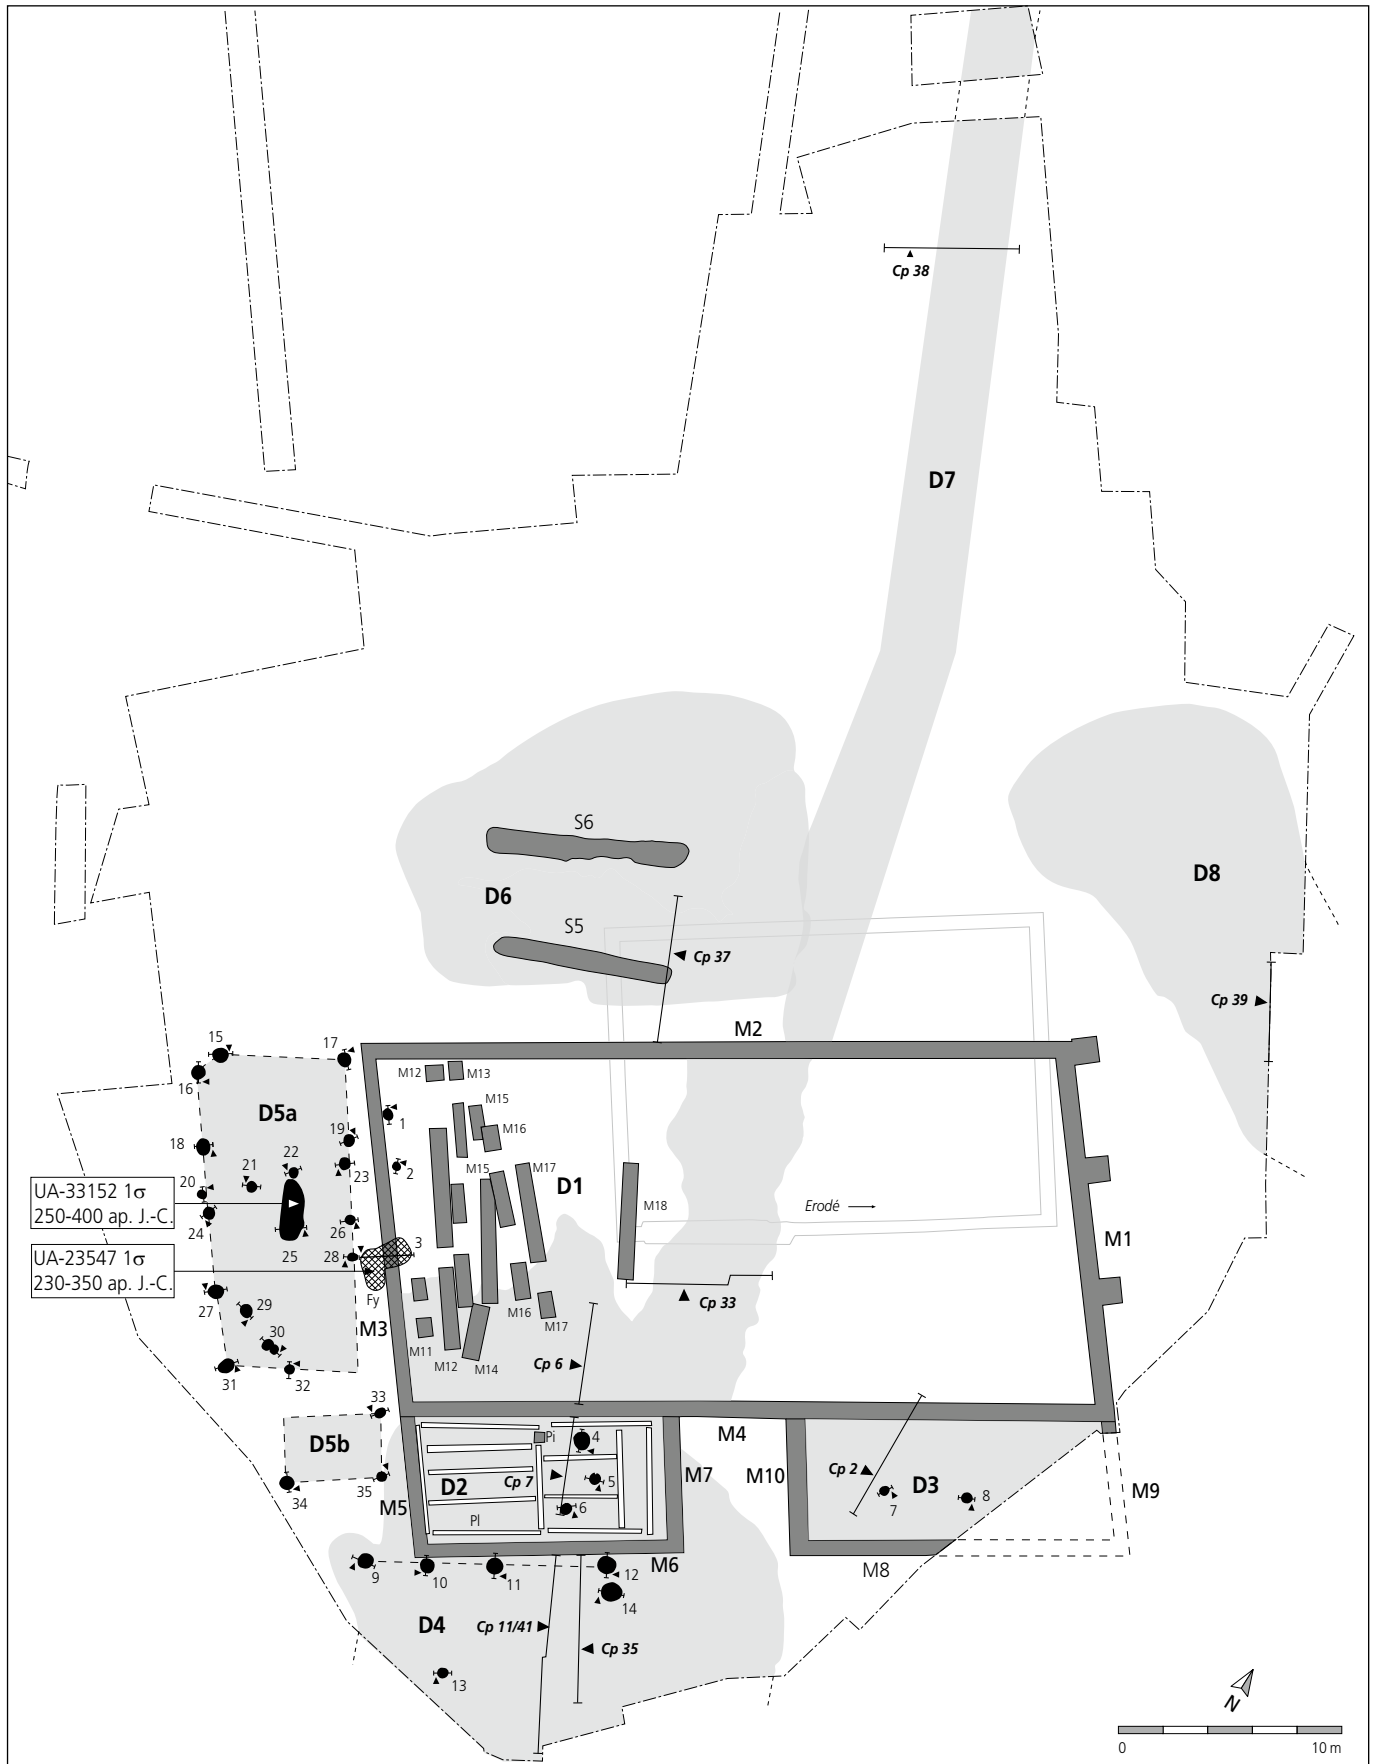 Cp 38
D7
S6
D8
D6
S5
Cp 37
Cp 39
M2
15
17
M12
M13
16
D5a
1
M15
19
M16
18
22
2
21
23
M15
M17
20
D1
UA-33152 1σ
250-400 ap. J.-C.
M18
Erodé
24
26
25
28
3
M1
UA-23547 1σ
230-350 ap. J.-C.
27
Fy
29
M16
Cp 33
M17
M3
30
M11
M12
M14
Cp 6
31
32
33
D5b
Pi
4
M4
Cp 7
5
M7
M10
Cp 2
D3
34
35
M5
D2
6
7
8
M9
Pl
9
10
11
12
M6
M8
14
D4
Cp 11/41
Cp 35
13
N
0
10 m